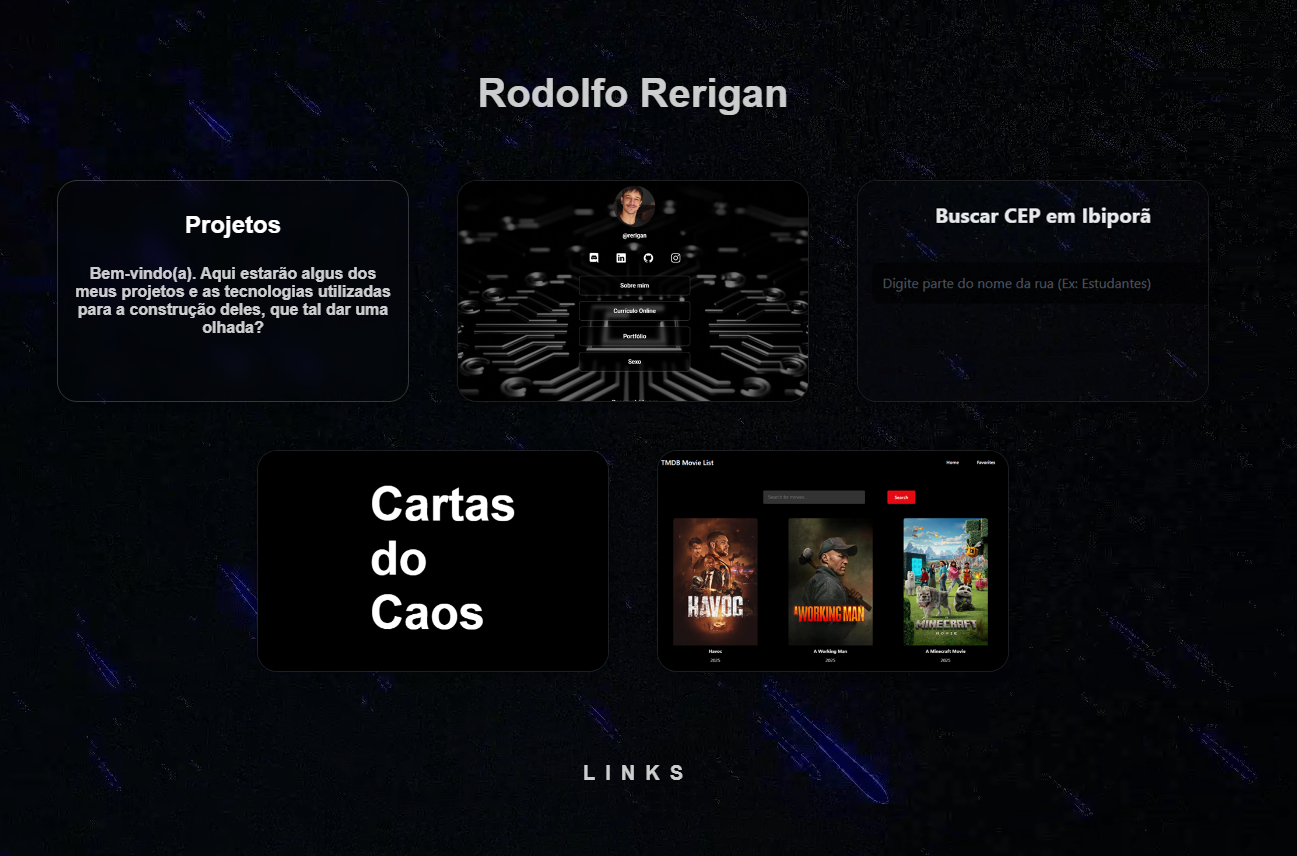 Rodolfo Rerigan
Projetos
Bem-vindo(a). Aqui estarão algus dos
meus projetos e as tecnologias utilizadas
para a construção deles, que tal dar uma
olhada?
@rerigan
Sobre mim
Currículo Online
Portfólio
Sexo
Buscar CEP em Ibiporã
Digite parte do nome da rua (Ex: Estudantes)
Cartas
do
Caos
TMDB Movie List
Home Favorites
Search for movies
Search
HAVOC
A WORKING MAN
MINECRAFT
MOVIE
Havoc
2025
A Working Man
2025
A Minecraft Movie
2025
LINKS